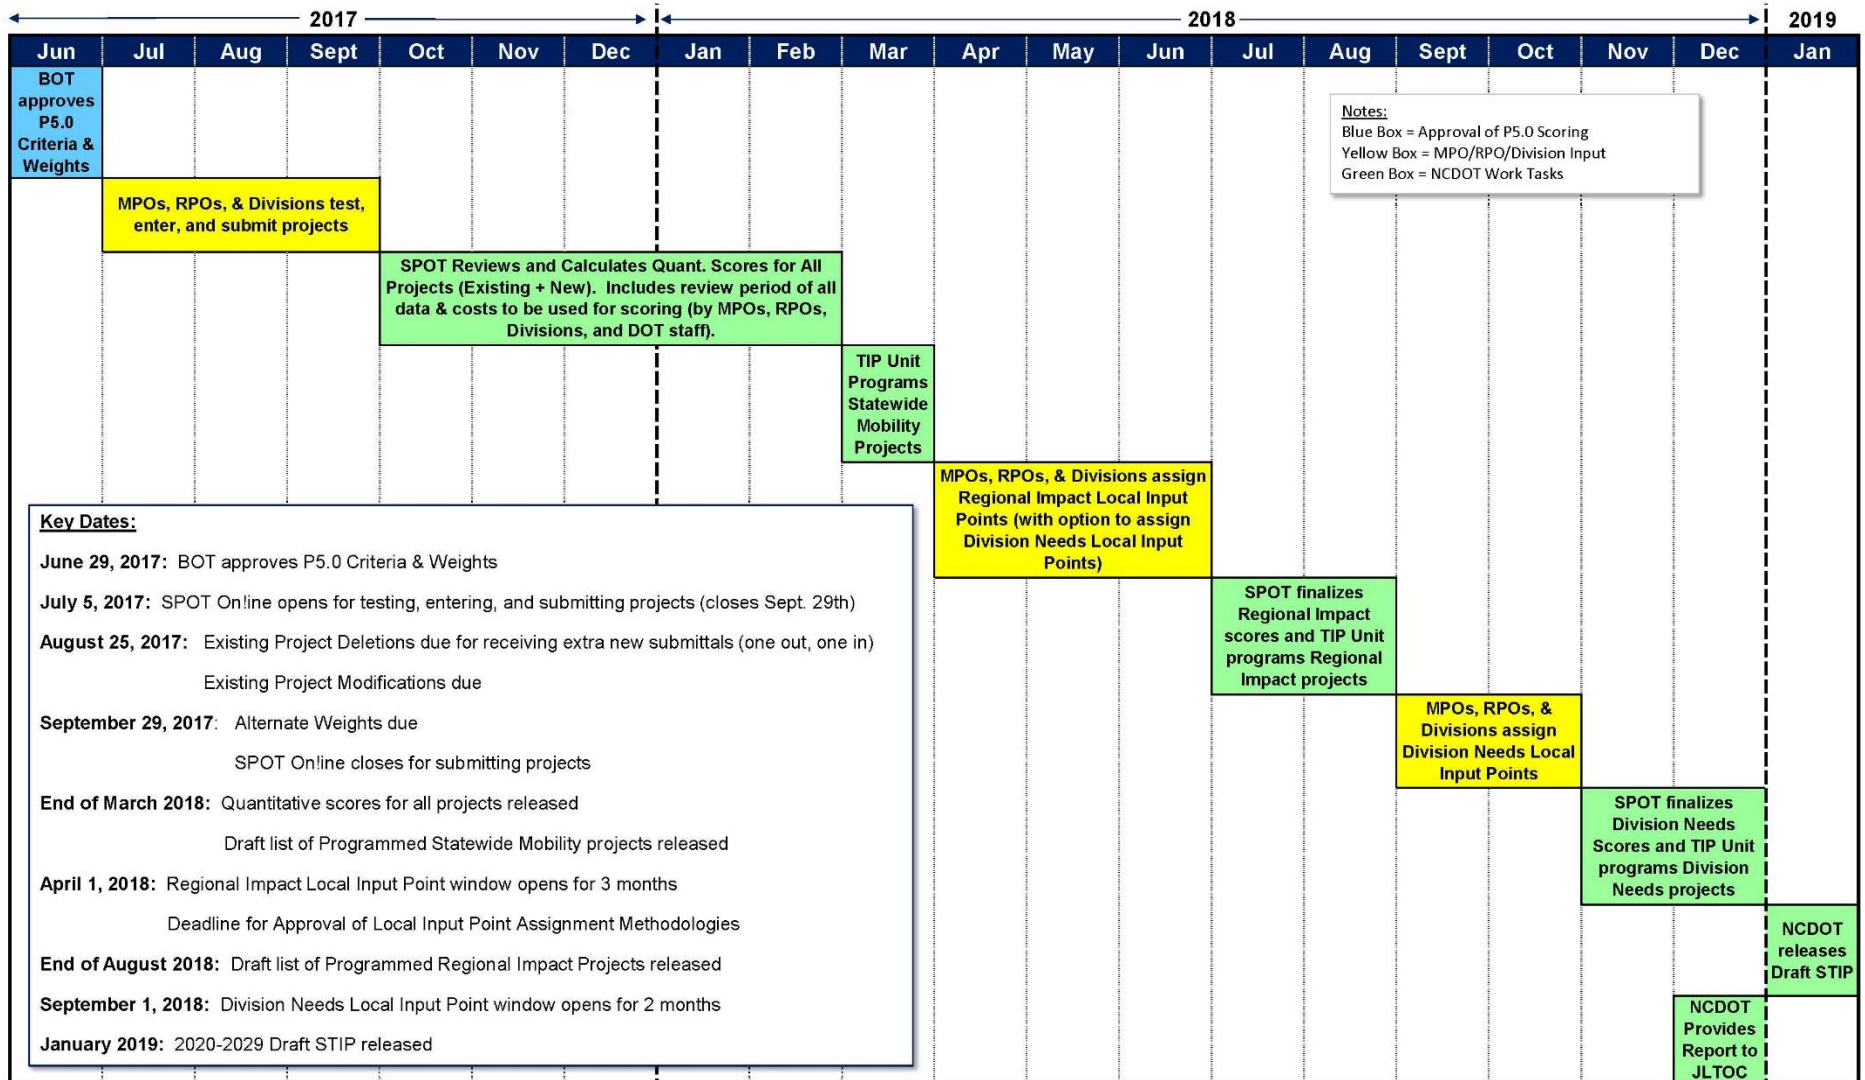 2017
2018
2019
Jun
Jul
Aug
Sept
Oct
Nov
Dec
Jan
Feb
Mar
Apr
May
Jun
Jul
Aug
Sept
Oct
Nov
Dec
Jan
BOT
approves
P5.0
Criteria &
Weights
Notes:
Blue Box = Approval of P5.0 Scoring
Yellow Box = MPO/RPO/Division Input
Green Box = NCDOT Work Tasks
MPOs, RPOs, & Divisions test,
enter, and submit projects
SPOT Reviews and Calculates Quant. Scores for All
Projects (Existing + New). Includes review period of all
data & costs to be used for scoring (by MPOs, RPOs,
Divisions, and DOT staff).
TIP Unit
Programs
Statewide
Mobility
Projects
MPOs, RPOs, & Divisions assign
Regional Impact Local Input
Points (with option to assign
Division Needs Local Input
Points)
SPOT finalizes
Regional Impact
scores and TIP Unit
programs Regional
Impact projects
MPOs, RPOs, &
Divisions assign
Division Needs Local
Input Points
SPOT finalizes
Division Needs
Scores and TIP Unit
programs Division
Needs projects
NCDOT
releases
Draft STIP
NCDOT
Provides
Report to
JLTOC
Key Dates:
June 29, 2017: BOT approves P5.0 Criteria & Weights
July 5, 2017: SPOT On!ine opens for testing, entering, and submitting projects (closes Sept. 29th)
August 25, 2017: Existing Project Deletions due for receiving extra new submittals (one out, one in)
Existing Project Modifications due
September 29, 2017: Alternate Weights due
SPOT On!ine closes for submitting projects
End of March 2018: Quantitative scores for all projects released
Draft list of Programmed Statewide Mobility projects released
April 1, 2018: Regional Impact Local Input Point window opens for 3 months
Deadline for Approval of Local Input Point Assignment Methodologies
End of August 2018: Draft list of Programmed Regional Impact Projects released
September 1, 2018: Division Needs Local Input Point window opens for 2 months
January 2019: 2020-2029 Draft STIP released